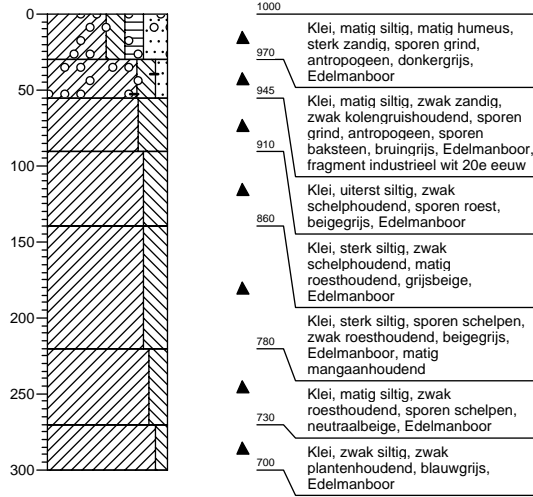 0
50
100
150
200
250
300
1000
Klei, matig siltig, matig humeus,
sterk zandig, sporen grind,
antropogeen, donkergrijs,
Edelmanboor
970
Klei, matig siltig, zwak zandig,
zwak kolengruishoudend, sporen
grind, antropogeen, sporen
baksteen, bruingrijs, Edelmanboor,
fragment industrieel wit 20e eeuw
945
Klei, uiterst siltig, zwak
schelphoudend, sporen roest,
beigegrijs, Edelmanboor
910
Klei, sterk siltig, zwak
schelphoudend, matig
roesthoudend, grijsbeige,
Edelmanboor
860
Klei, sterk siltig, sporen schelpen,
zwak roesthoudend, beigegrijs,
Edelmanboor, matig
mangaanhoudend
780
Klei, matig siltig, zwak
roesthoudend, sporen schelpen,
neutraalbeige, Edelmanboor
730
Klei, zwak siltig, zwak
plantenhoudend, blauwgrijs,
Edelmanboor
700